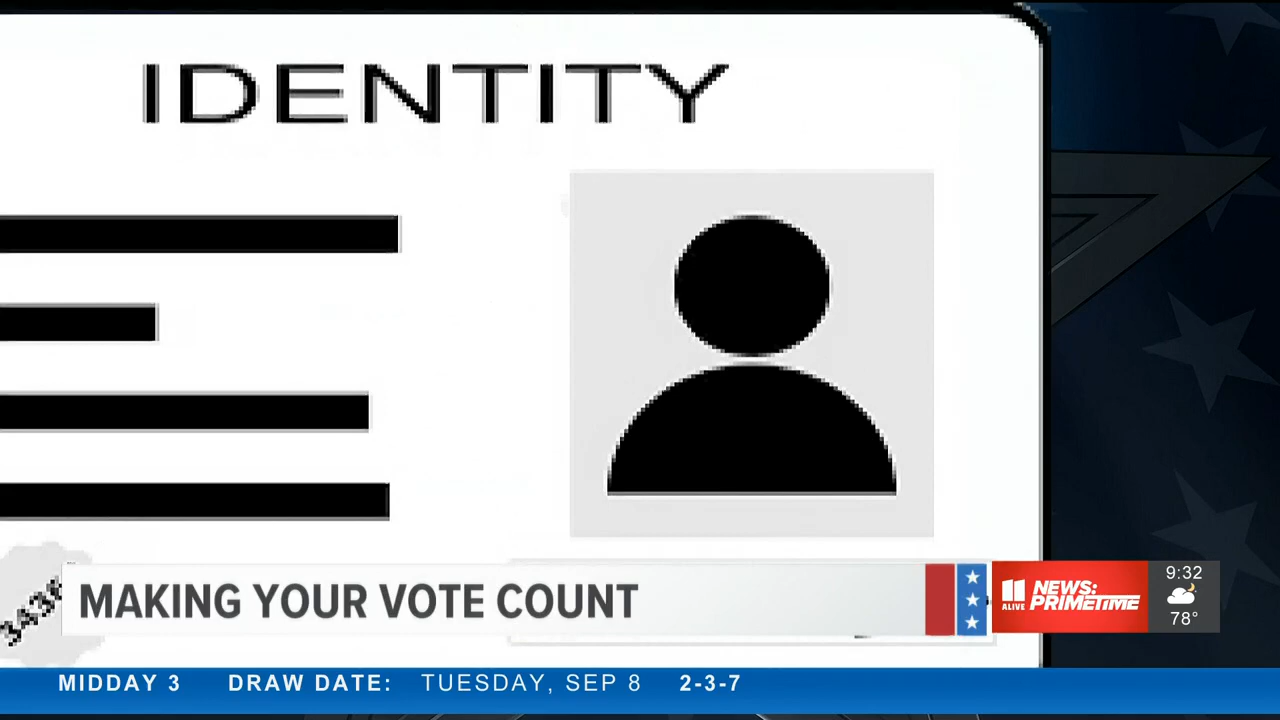 IDENTITY
3434
MAKING YOUR VOTE COUNT
11 ALIVE
NEWS: PRIMETIME
9:32
78°
MIDDAY 3 DRAW DATE: TUESDAY, SEP 8 2-3-7